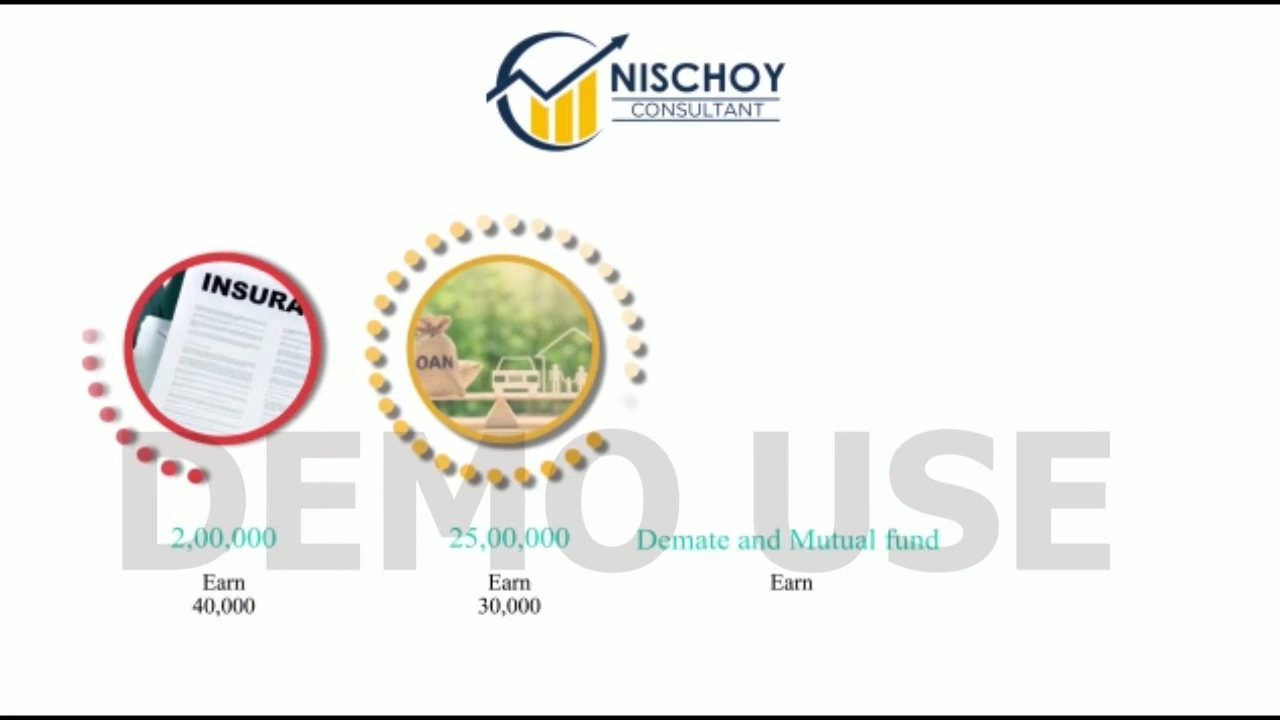 NISCHOY
CONSULTANT
INSURA
OAN
DEMO USE
2,00,000
25,00,000
Demate and Mutual fund
Earn
Earn
Earn
40,000
30,000